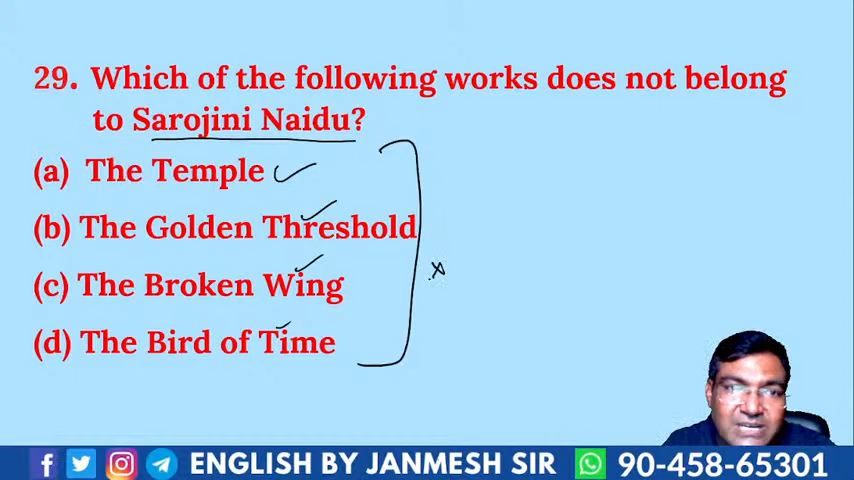 29. Which of the following works does not belong
to Sarojini Naidu?
(a) The Temple
(b) The Golden Threshold
(c) The Broken Wing
(d) The Bird of Time
ENGLISH BY JANMESH SIR 90-458-65301